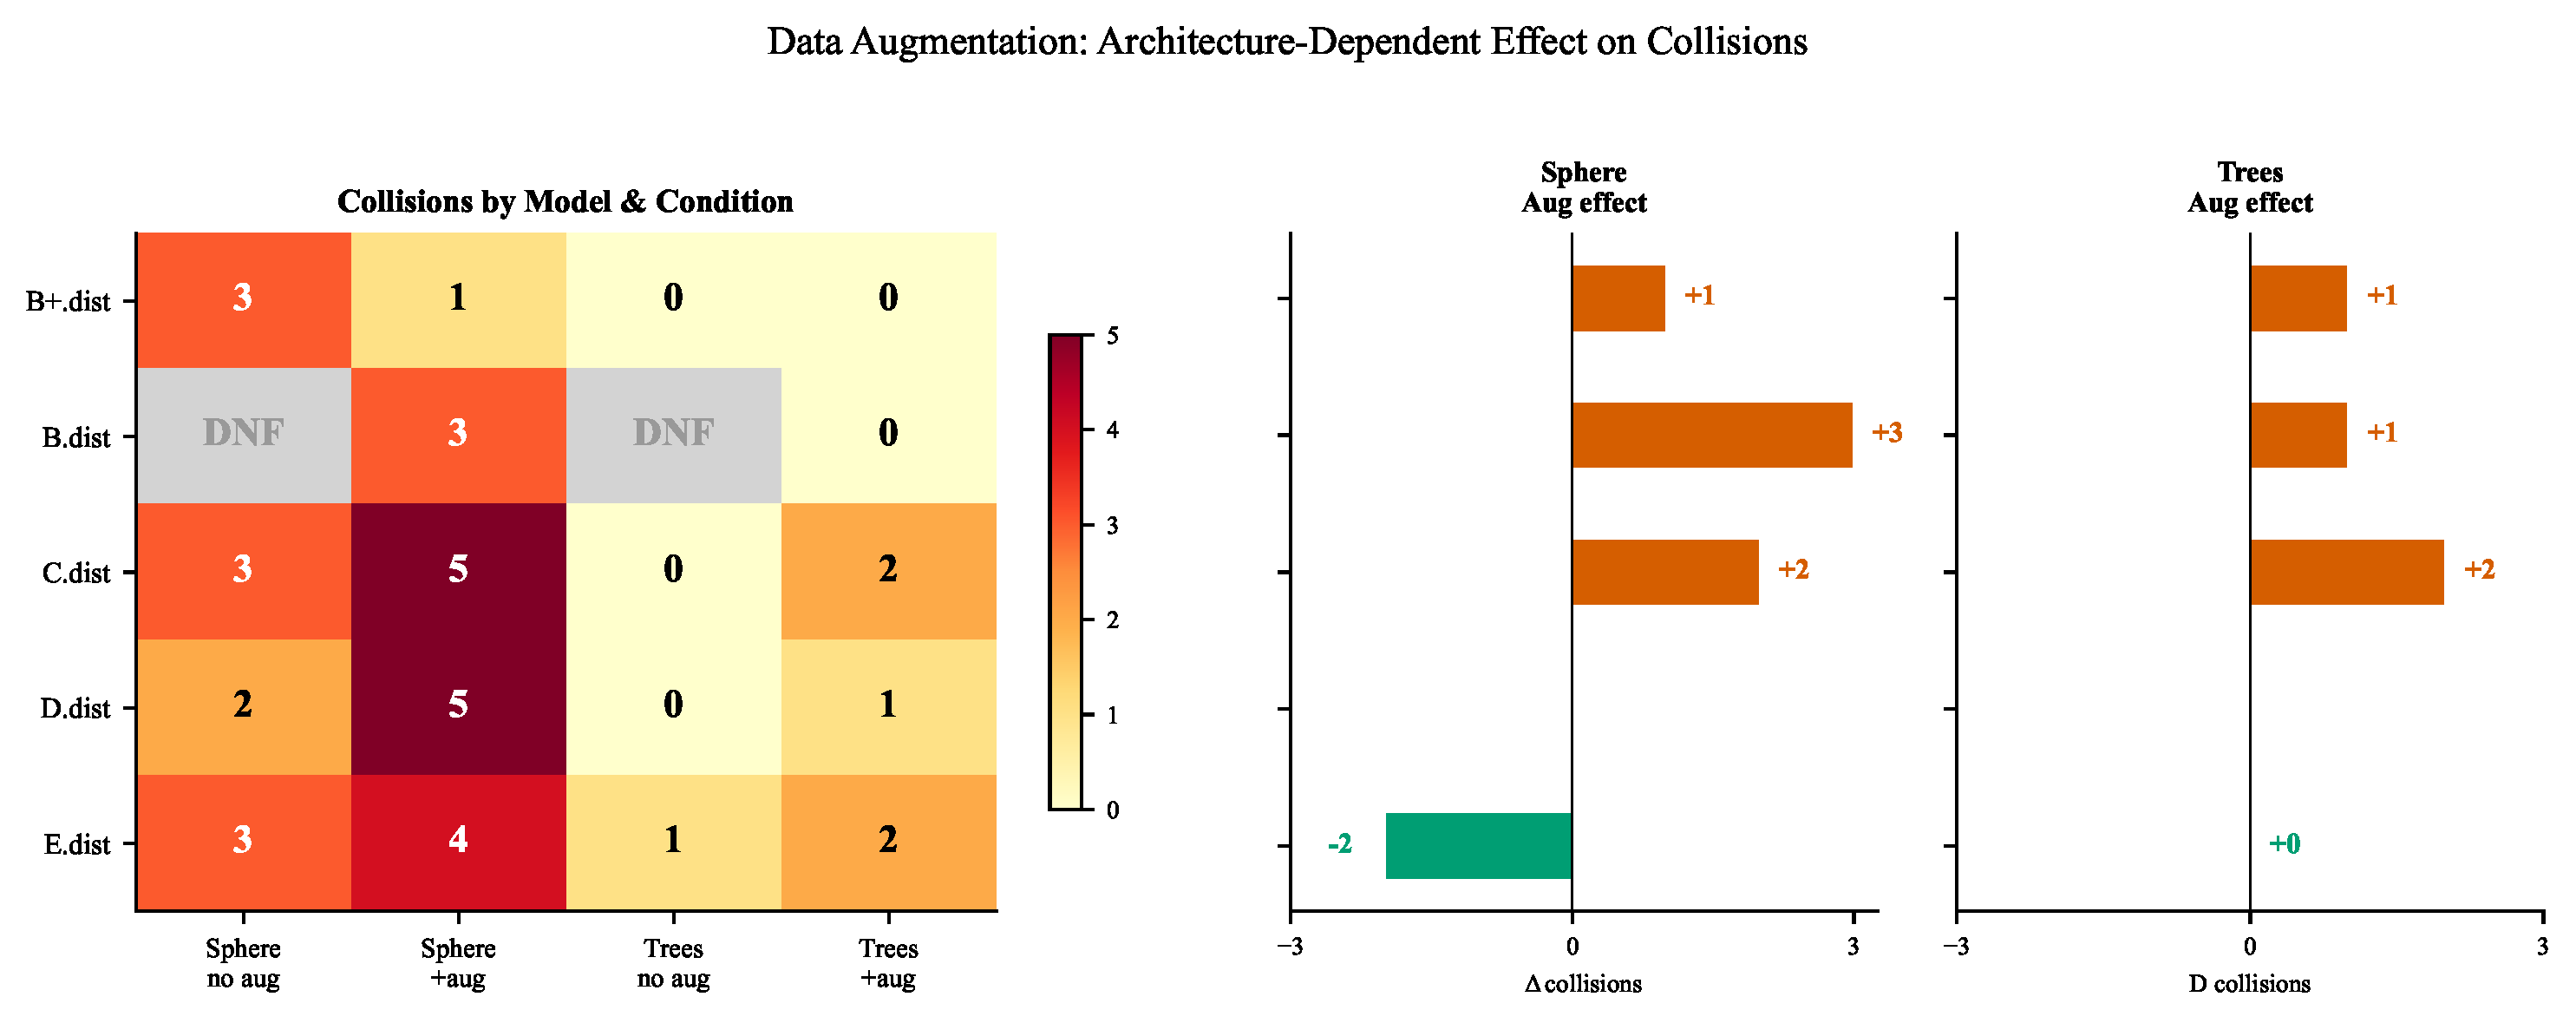 Data Augmentation: Architecture-Dependent Effect on Collisions
Collisions by Model & Condition
B+.dist
3
1
0
0
B.dist
DNF
3
DNF
0
C.dist
3
5
0
2
D.dist
2
5
0
1
E.dist
3
4
1
2
Sphere
no aug
Sphere
+aug
Trees
no aug
Trees
+aug
5
4
3
2
1
0
Sphere
Aug effect
+1
+3
+2
-2
−3
0
3
Δ collisions
Trees
Aug effect
+1
+1
+2
+0
−3
0
3
D collisions